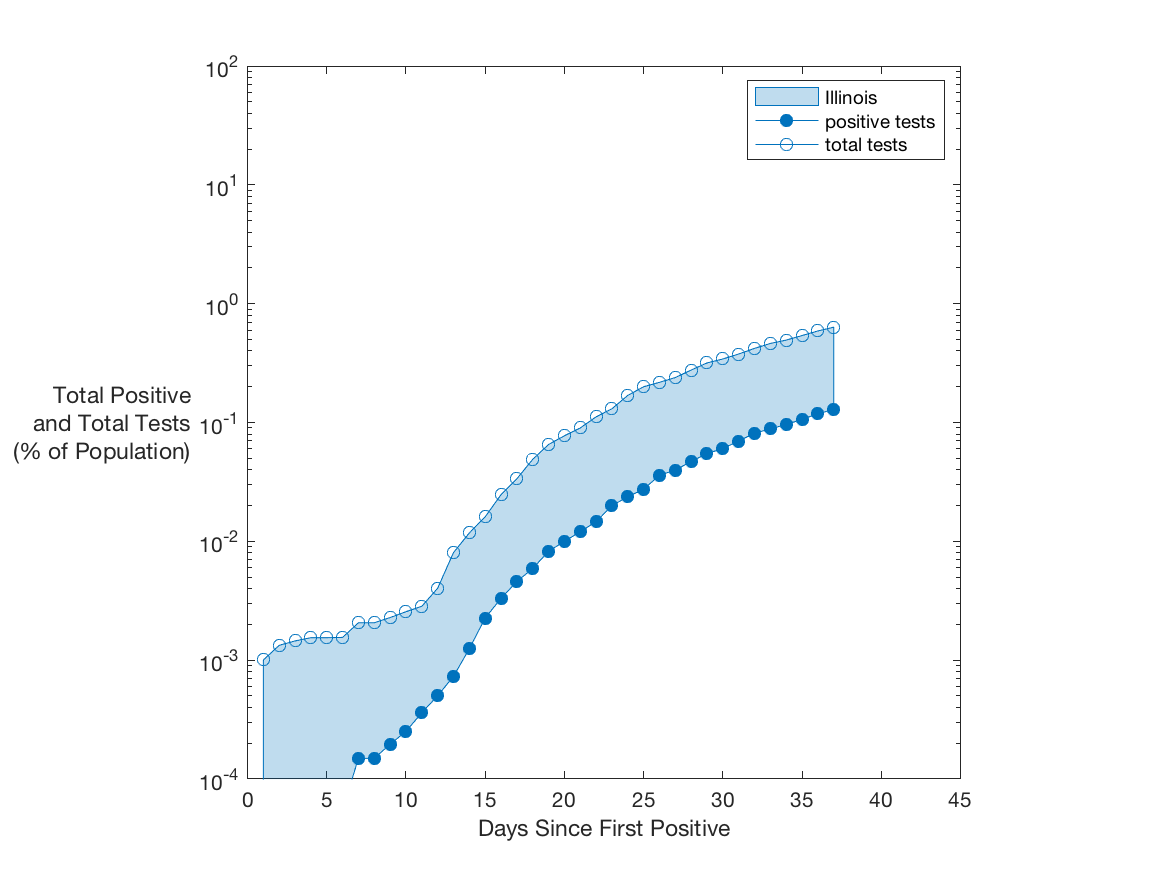 10^2
10^1
10^0
10^-1
10^-2
10^-3
10^-4
Total Positive
and Total Tests
(% of Population)
Illinois
positive tests
total tests
0 5 10 15 20 25 30 35 40 45
Days Since First Positive